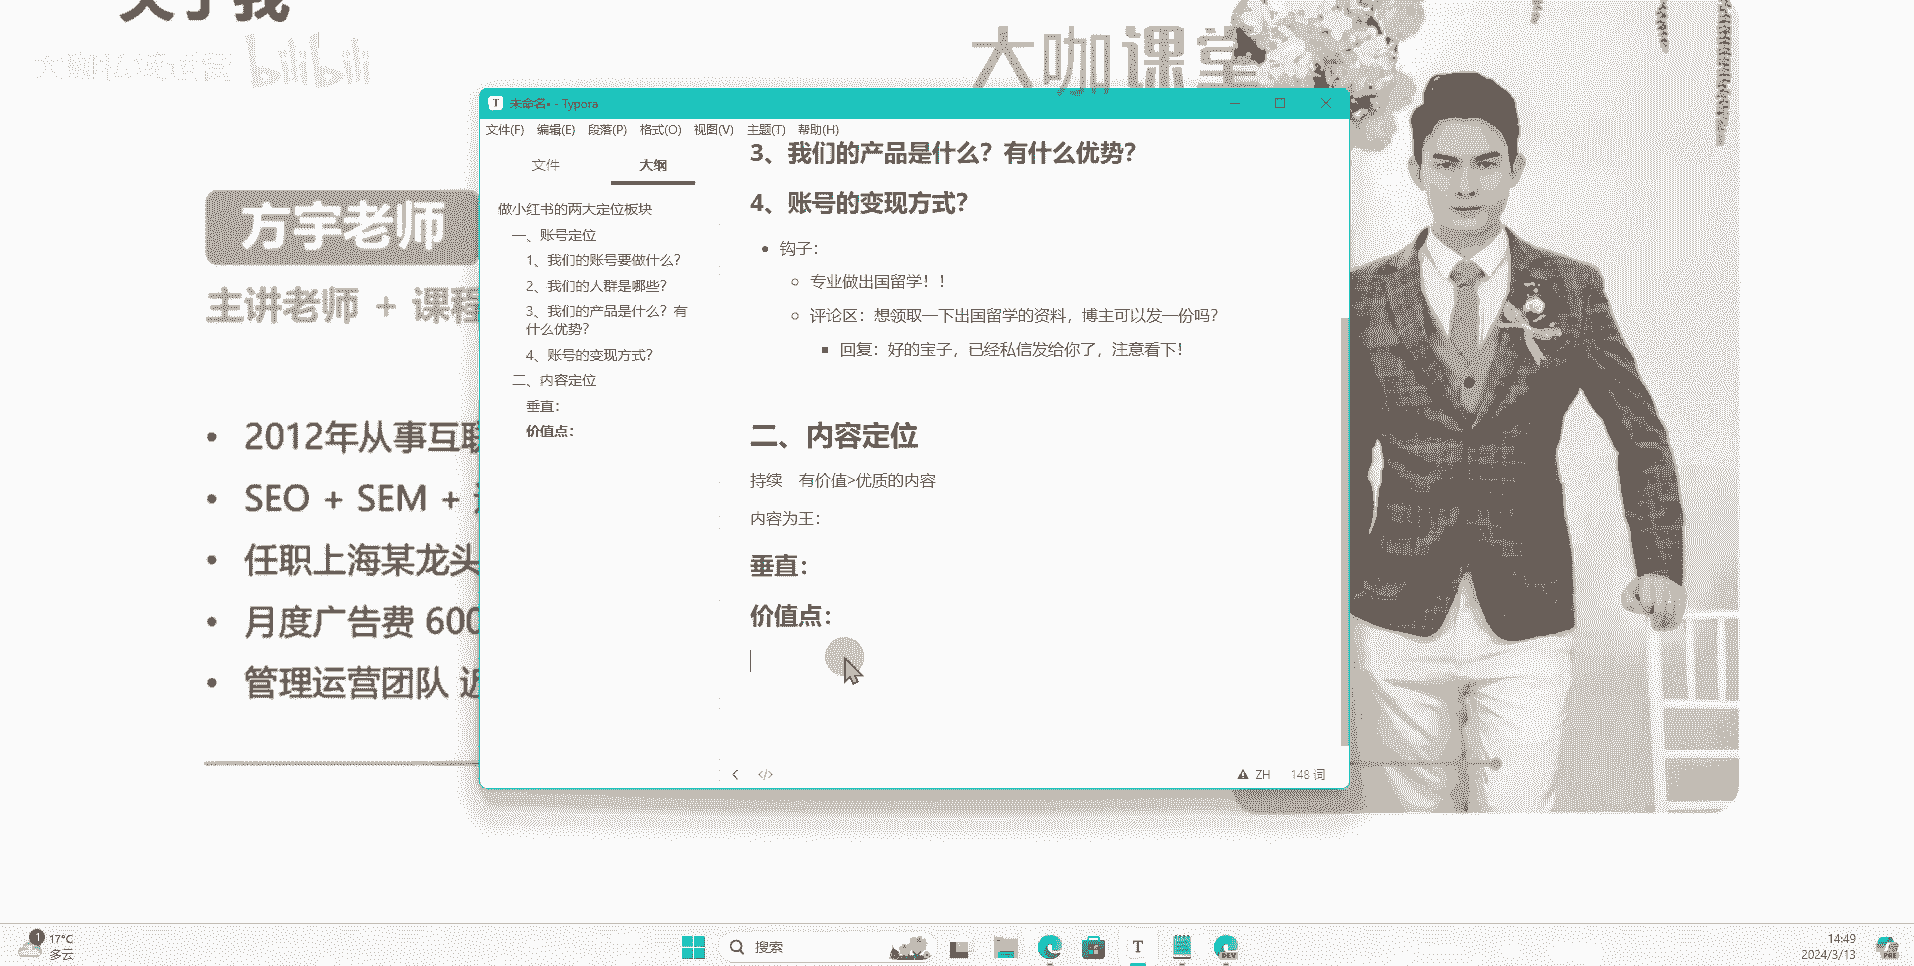 关于我
bilibili
大咖课堂
方宇老师
主讲老师 + 课程
• 2012年从事互联
• SEO + SEM +
• 任职上海某龙头
• 月度广告费 600
• 管理运营团队 近
T 未命名• - Typora
文件(F) 编辑(E) 段落(P) 格式(O) 视图(V) 主题(T) 帮助(H)
文件 大纲
做小红书的两大定位板块
一、账号定位
1、我们的账号要做什么？
2、我们的人群是哪些？
3、我们的产品是什么？有
什么优势？
4、账号的变现方式？
二、内容定位
垂直：
价值点：
3、我们的产品是什么？有什么优势？
4、账号的变现方式？
• 钩子：
○ 专业做出国留学！！
○ 评论区：想领取一下出国留学的资料，博主可以发一份吗？
▪ 回复：好的宝子，已经私信发给你了，注意看下！
二、内容定位
持续 有价值>优质的内容
内容为王：
垂直：
价值点：
ZH 148 词
1
17°C
多云
搜索
T
DEV
14:49
2024/3/13
PRE